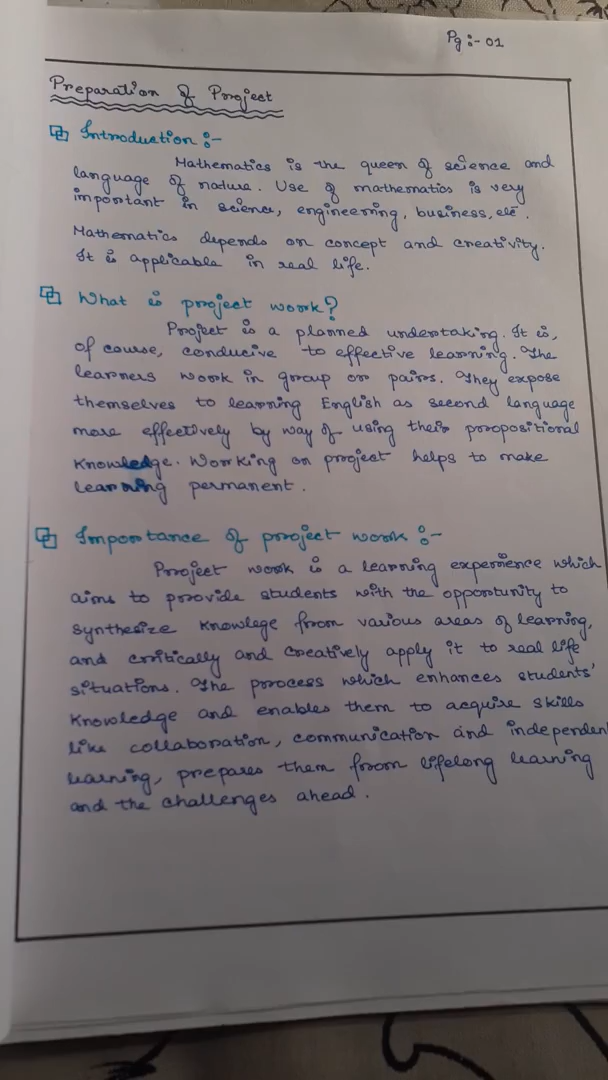 Pg :- 01
Preparation of Project
Introduction :-
Mathematics is the queen of science and
language of nature. Use of mathematics is very
important in science, engineering, business, etc.
Mathematics depends on concept and creativity.
It is applicable in real life.
What is project work?
Project is a planned undertaking. It is,
of course, conducive to effective learning. The
learners work in group or pairs. They expose
themselves to learning English as second language
more effectively by way of using their propositional
knowledge. Working on project helps to make
learning permanent.
Importance of project work :-
Project work is a learning experience which
aims to provide students with the opportunity to
synthesize knowlege from various areas of learning,
and critically and creatively apply it to real life
situations. The process which enhances students'
knowledge and enables them to acquire skills
like collaboration, communication and independent
learning, prepares them from lifelong learning
and the challenges ahead.